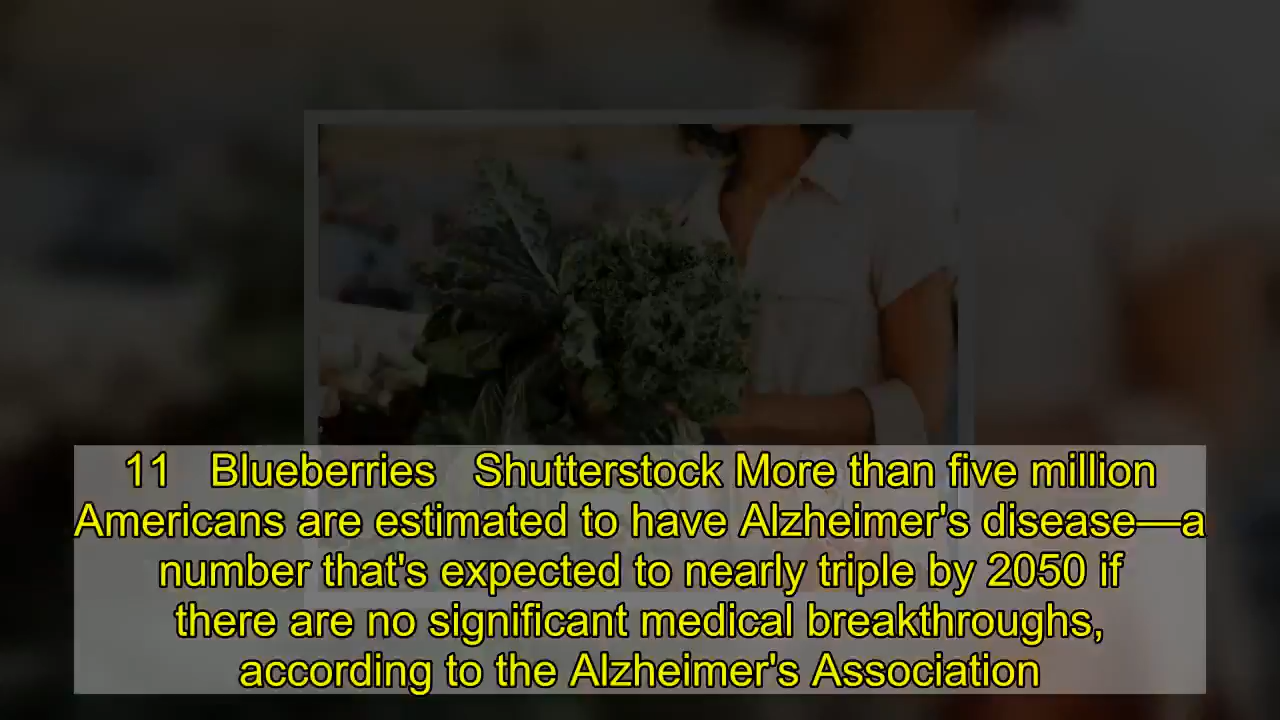 11 Blueberries Shutterstock More than five million
Americans are estimated to have Alzheimer's disease—a
number that's expected to nearly triple by 2050 if
there are no significant medical breakthroughs,
according to the Alzheimer's Association